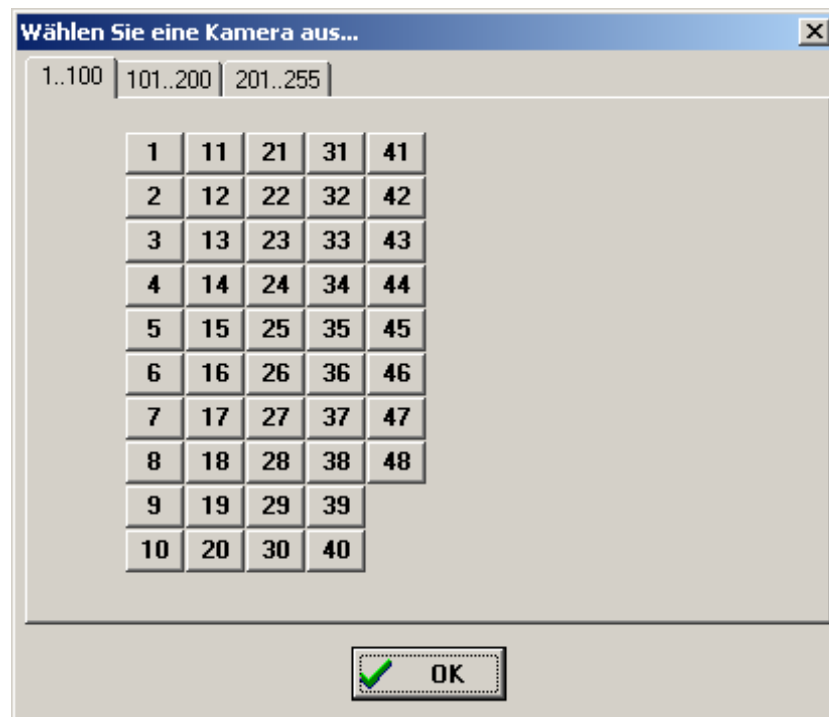 Wählen Sie eine Kamera aus...
1..100 101..200 201..255
1 11 21 31 41
2 12 22 32 42
3 13 23 33 43
4 14 24 34 44
5 15 25 35 45
6 16 26 36 46
7 17 27 37 47
8 18 28 38 48
9 19 29 39
10 20 30 40
OK